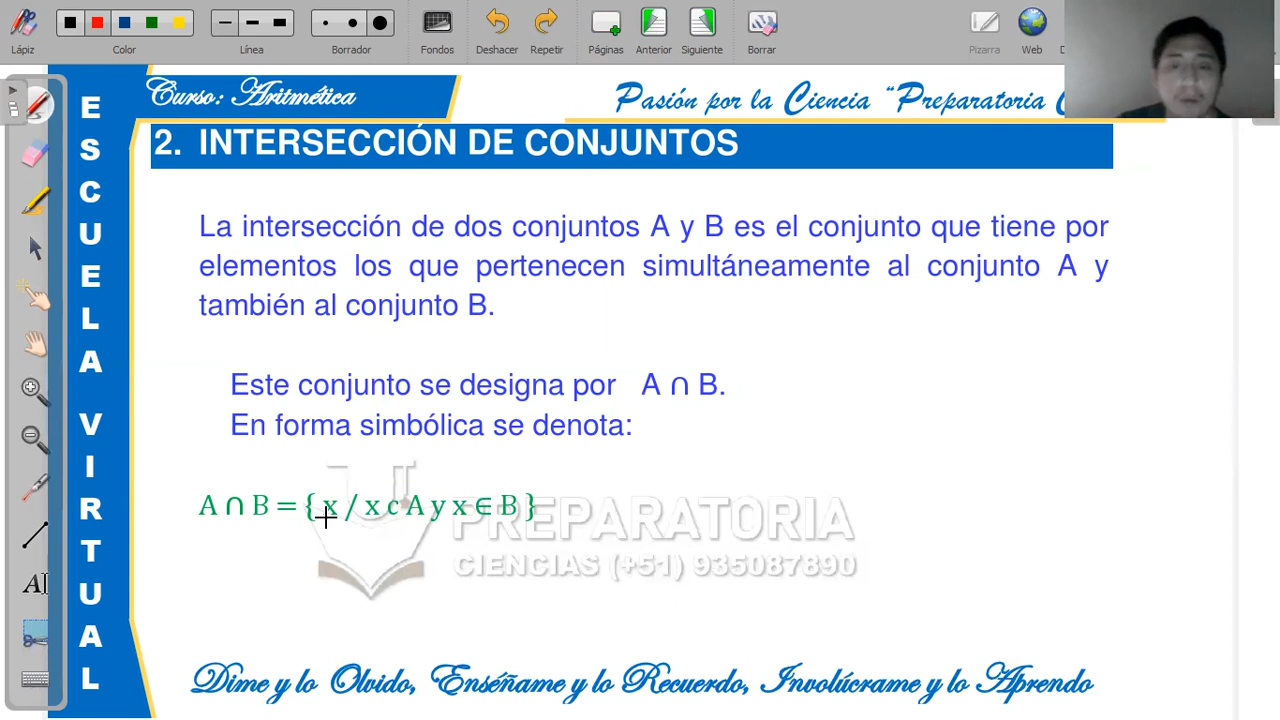 Lápiz Color Línea Borrador Fondos Deshacer Repetir Páginas Anterior Siguiente Borrar Pizarra Web
ESCUELA VIRTUAL
Curso: Aritmética
Pasión por la Ciencia “Preparatoria
2. INTERSECCIÓN DE CONJUNTOS
La intersección de dos conjuntos A y B es el conjunto que tiene por
elementos los que pertenecen simultáneamente al conjunto A y
también al conjunto B.
Este conjunto se designa por A ∩ B.
En forma simbólica se denota:
A ∩ B = { x / x c A y x ∈ B }
PREPARATORIA
CIENCIAS (+51) 935087890
Dime y lo Olvido, Enséñame y lo Recuerdo, Involúcrame y lo Aprendo